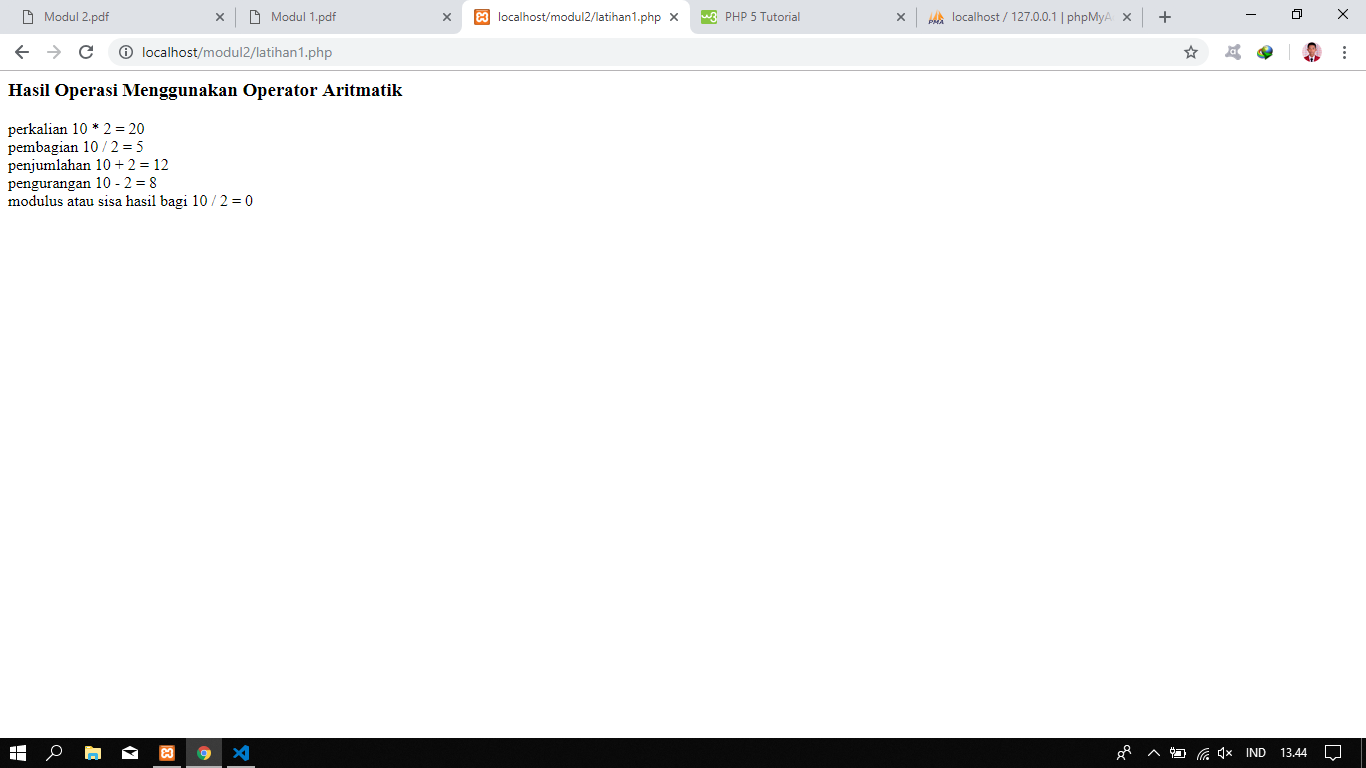 Modul 2.pdf
Modul 1.pdf
localhost/modul2/latihan1.php
PHP 5 Tutorial
localhost / 127.0.0.1 | phpMyA
localhost/modul2/latihan1.php
Hasil Operasi Menggunakan Operator Aritmatik
perkalian 10 * 2 = 20
pembagian 10 / 2 = 5
penjumlahan 10 + 2 = 12
pengurangan 10 - 2 = 8
modulus atau sisa hasil bagi 10 / 2 = 0
IND
13.44